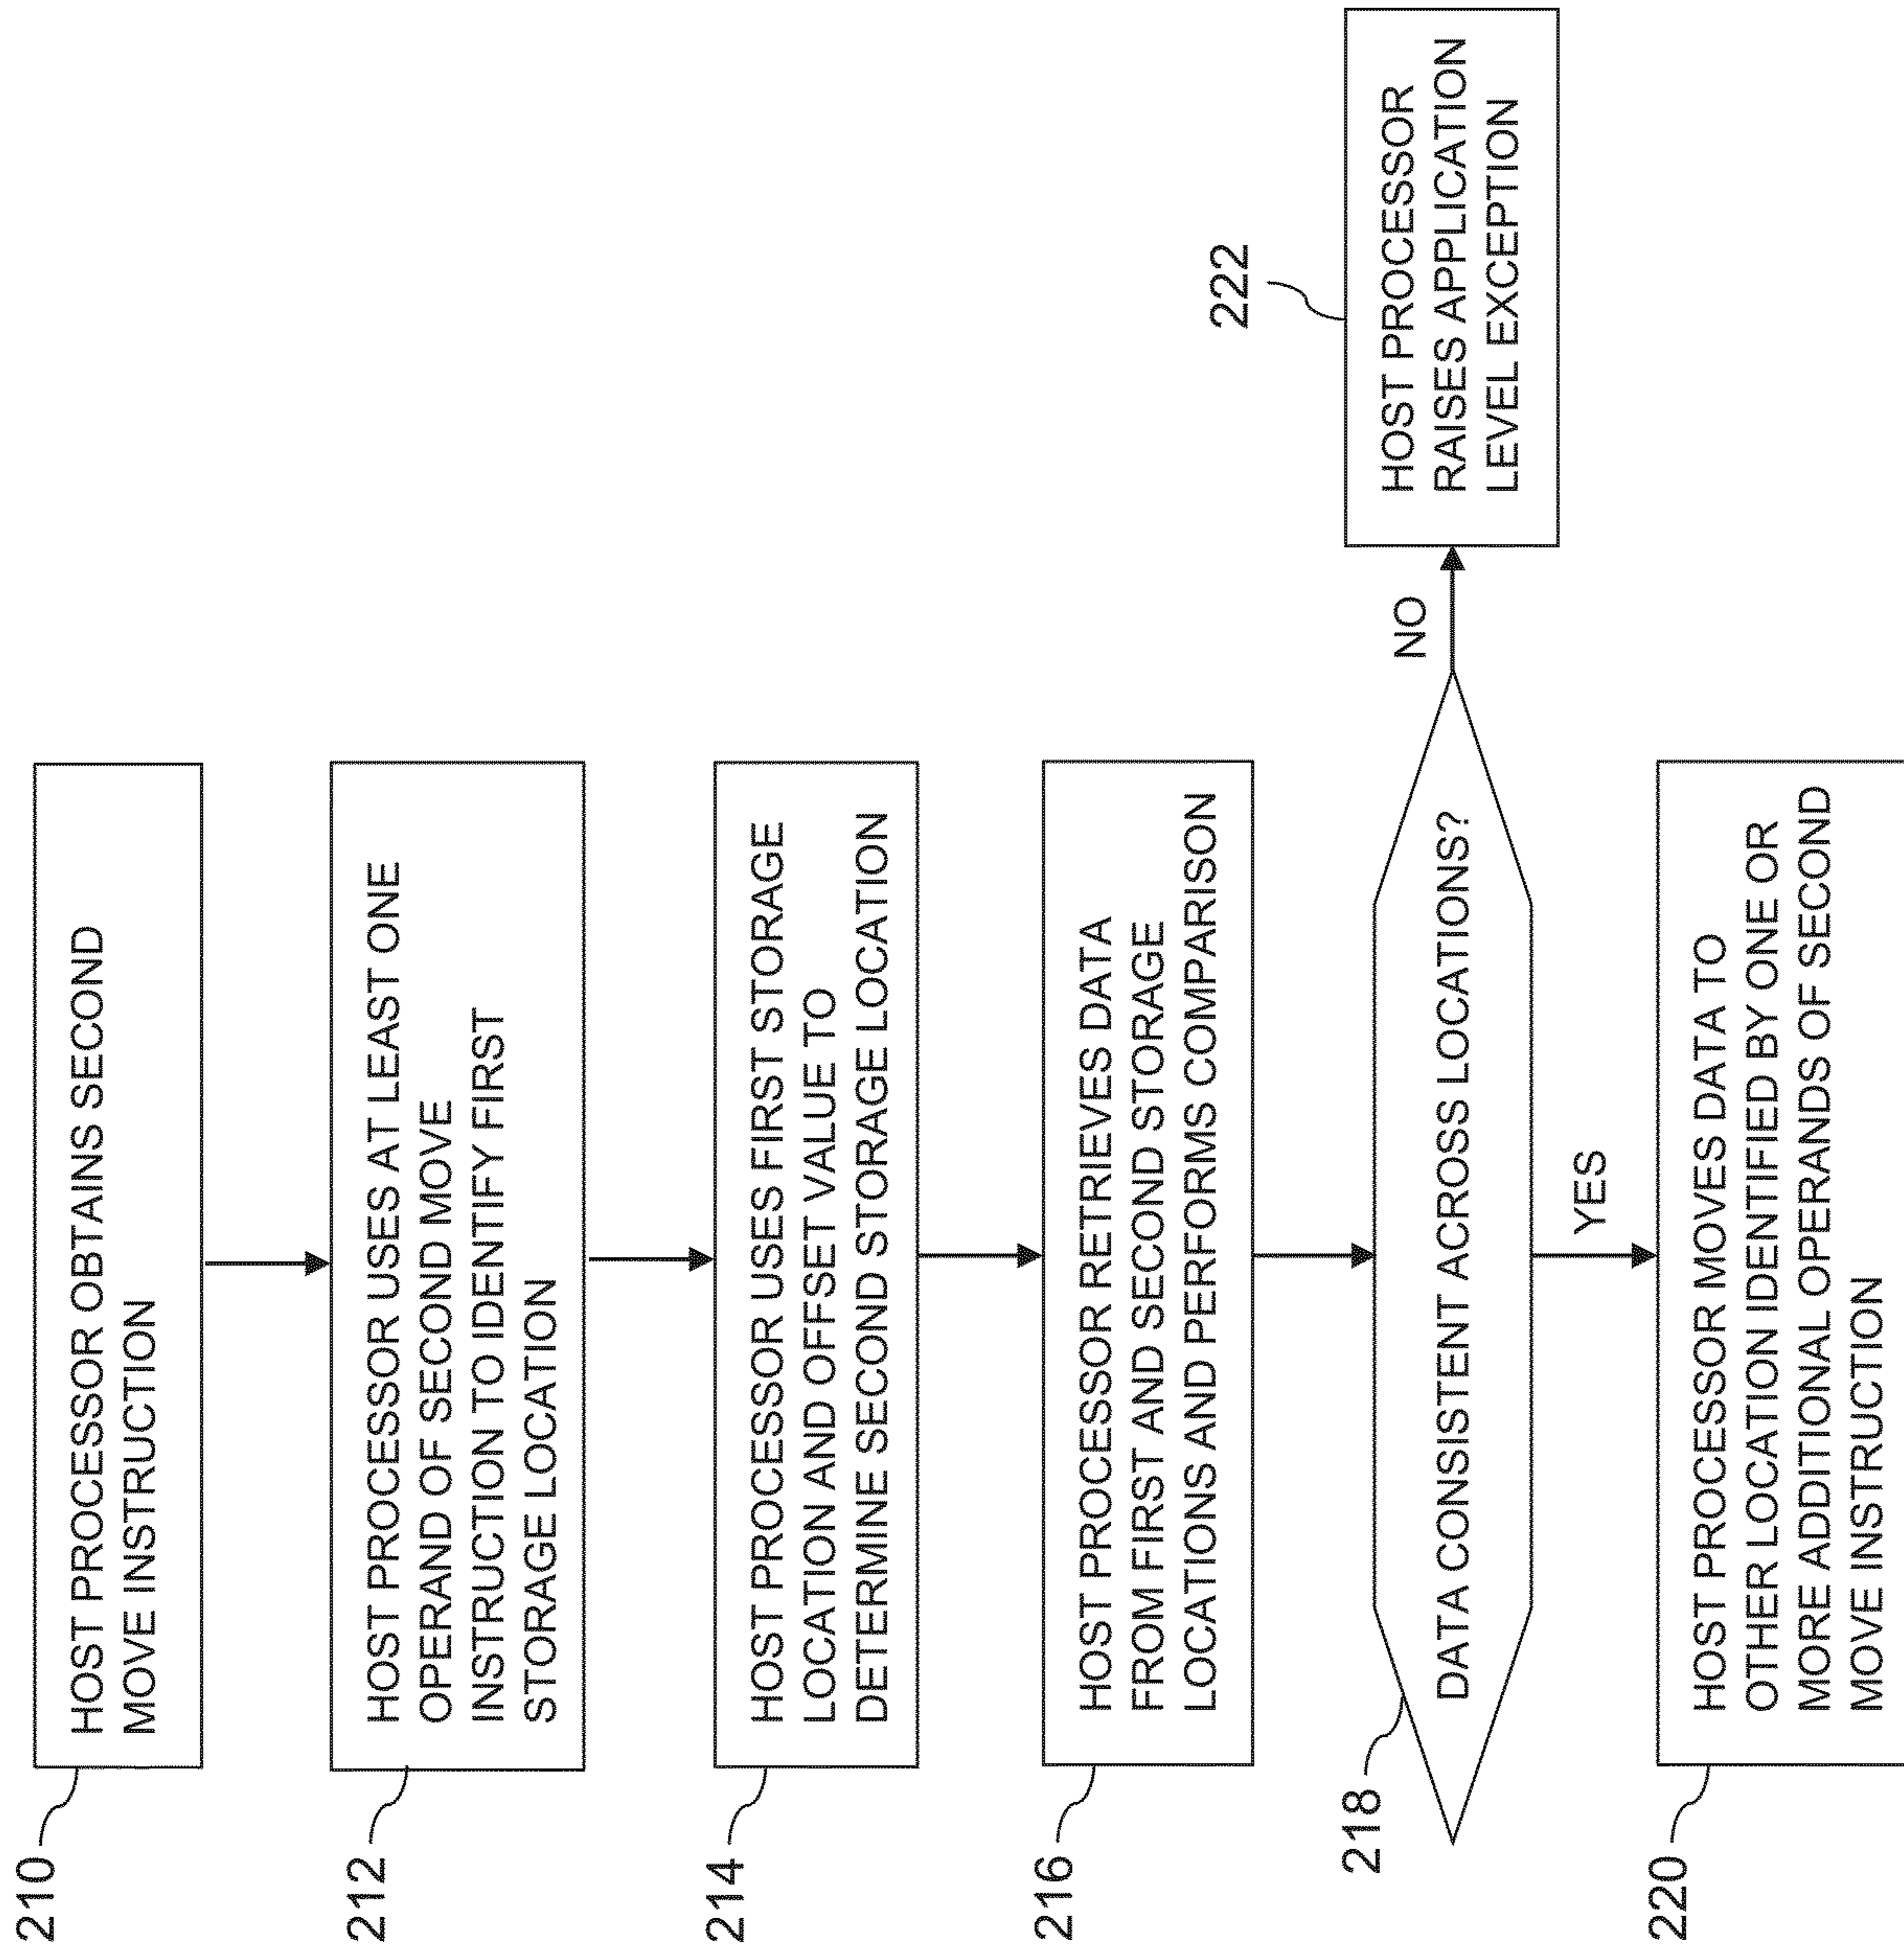 210
HOST PROCESSOR OBTAINS SECOND
MOVE INSTRUCTION
212
HOST PROCESSOR USES AT LEAST ONE
OPERAND OF SECOND MOVE
INSTRUCTION TO IDENTIFY FIRST
STORAGE LOCATION
214
HOST PROCESSOR USES FIRST STORAGE
LOCATION AND OFFSET VALUE TO
DETERMINE SECOND STORAGE LOCATION
216
HOST PROCESSOR RETRIEVES DATA
FROM FIRST AND SECOND STORAGE
LOCATIONS AND PERFORMS COMPARISON
218
DATA CONSISTENT ACROSS LOCATIONS?
NO
222
HOST PROCESSOR
RAISES APPLICATION
LEVEL EXCEPTION
YES
220
HOST PROCESSOR MOVES DATA TO
OTHER LOCATION IDENTIFIED BY ONE OR
MORE ADDITIONAL OPERANDS OF SECOND
MOVE INSTRUCTION